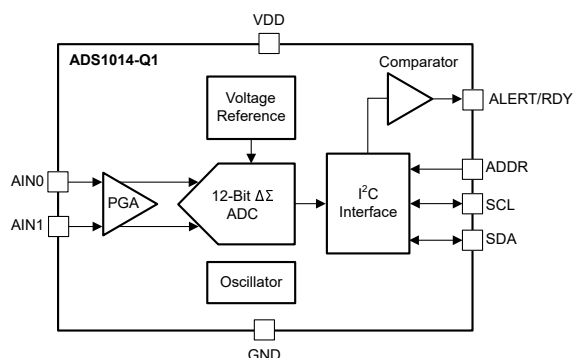 VDD
ADS1014-Q1
Comparator
Voltage
Reference
ALERT/RDY
ADDR
AIN0
PGA
12-Bit ΔΣ
ADC
I²C
Interface
SCL
AIN1
SDA
Oscillator
GND